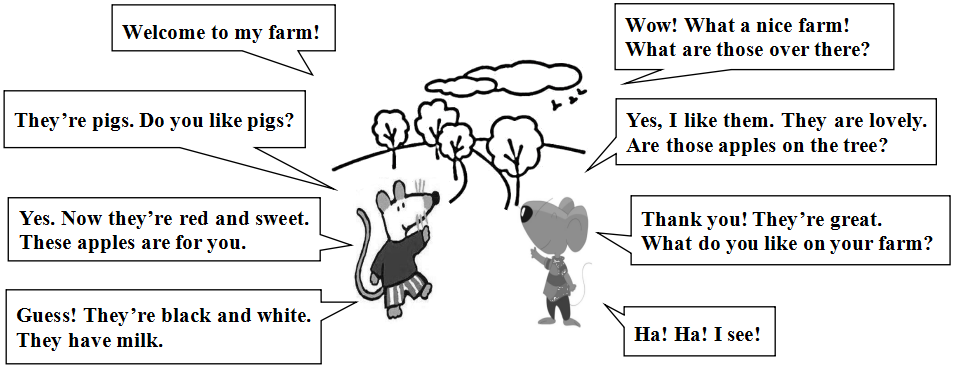 Welcome to my farm!
Wow! What a nice farm!
What are those over there?
They're pigs. Do you like pigs?
Yes, I like them. They are lovely.
Are those apples on the tree?
Yes. Now they're red and sweet.
These apples are for you.
Thank you! They're great.
What do you like on your farm?
Guess! They're black and white.
They have milk.
Ha! Ha! I see!